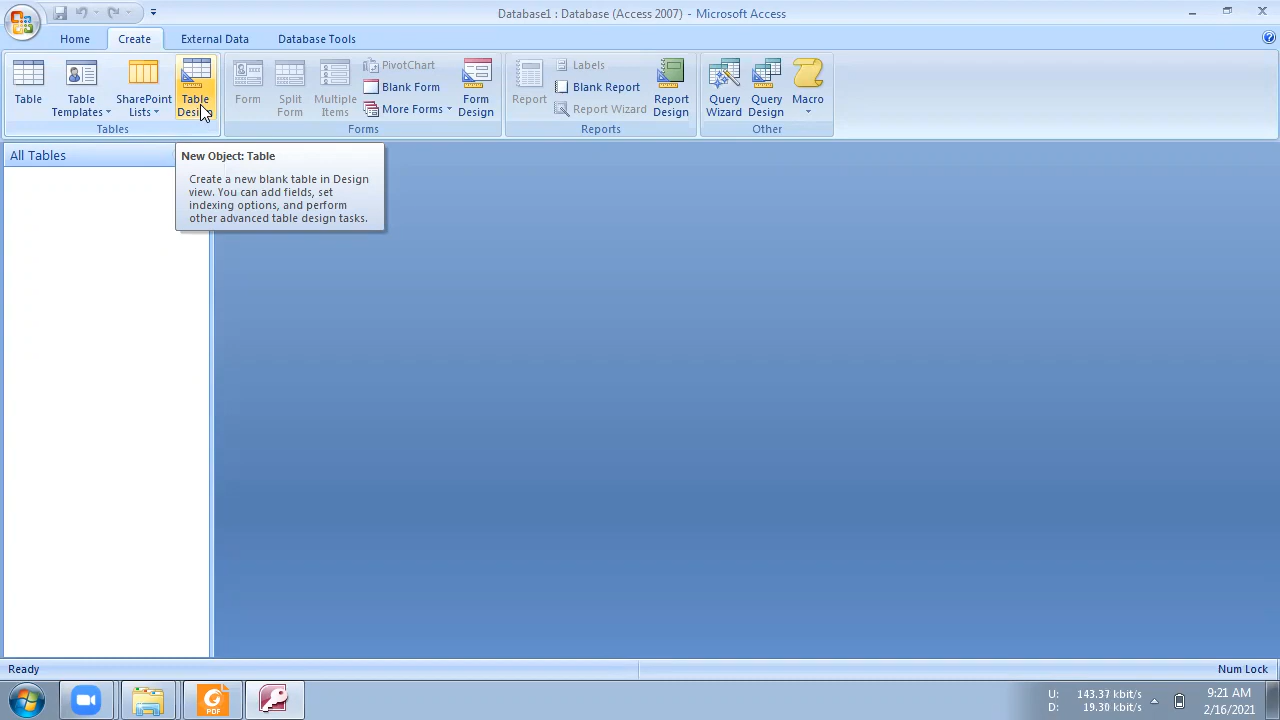 Database1 : Database (Access 2007) - Microsoft Access
Home Create External Data Database Tools
Table
Table Templates
SharePoint Lists
Table Design
Tables
Form
Split Form
Multiple Items
PivotChart
Blank Form
More Forms
Form Design
Forms
Report
Labels
Blank Report
Report Wizard
Report Design
Reports
Query Wizard
Query Design
Macro
Other
All Tables
New Object: Table
Create a new blank table in Design
view. You can add fields, set
indexing options, and perform
other advanced table design tasks.
Ready
Num Lock
PDF
U: 143.37 kbit/s
D: 19.30 kbit/s
9:21 AM
2/16/2021